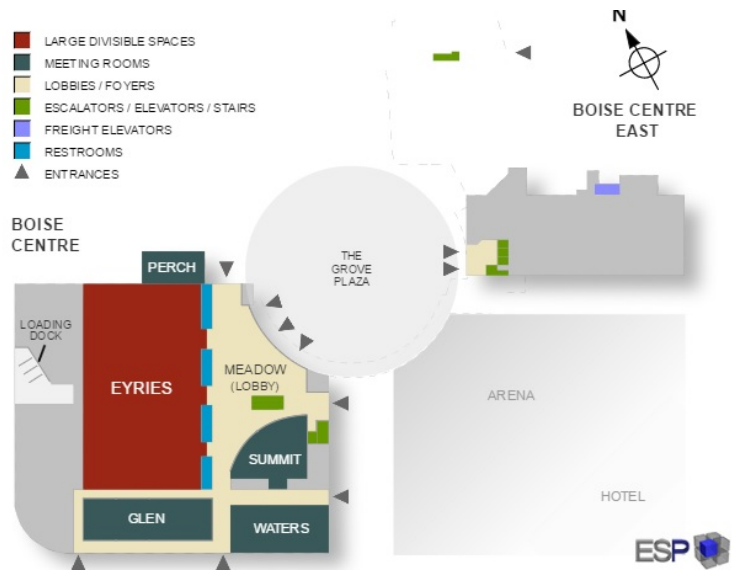 N
LARGE DIVISIBLE SPACES
MEETING ROOMS
LOBBIES / FOYERS
ESCALATORS / ELEVATORS / STAIRS
FREIGHT ELEVATORS
RESTROOMS
ENTRANCES
BOISE CENTRE
EAST
BOISE
CENTRE
THE
GROVE
PLAZA
PERCH
LOADING
DOCK
EYRIES
MEADOW
(LOBBY)
SUMMIT
GLEN
WATERS
ARENA
HOTEL
ESP